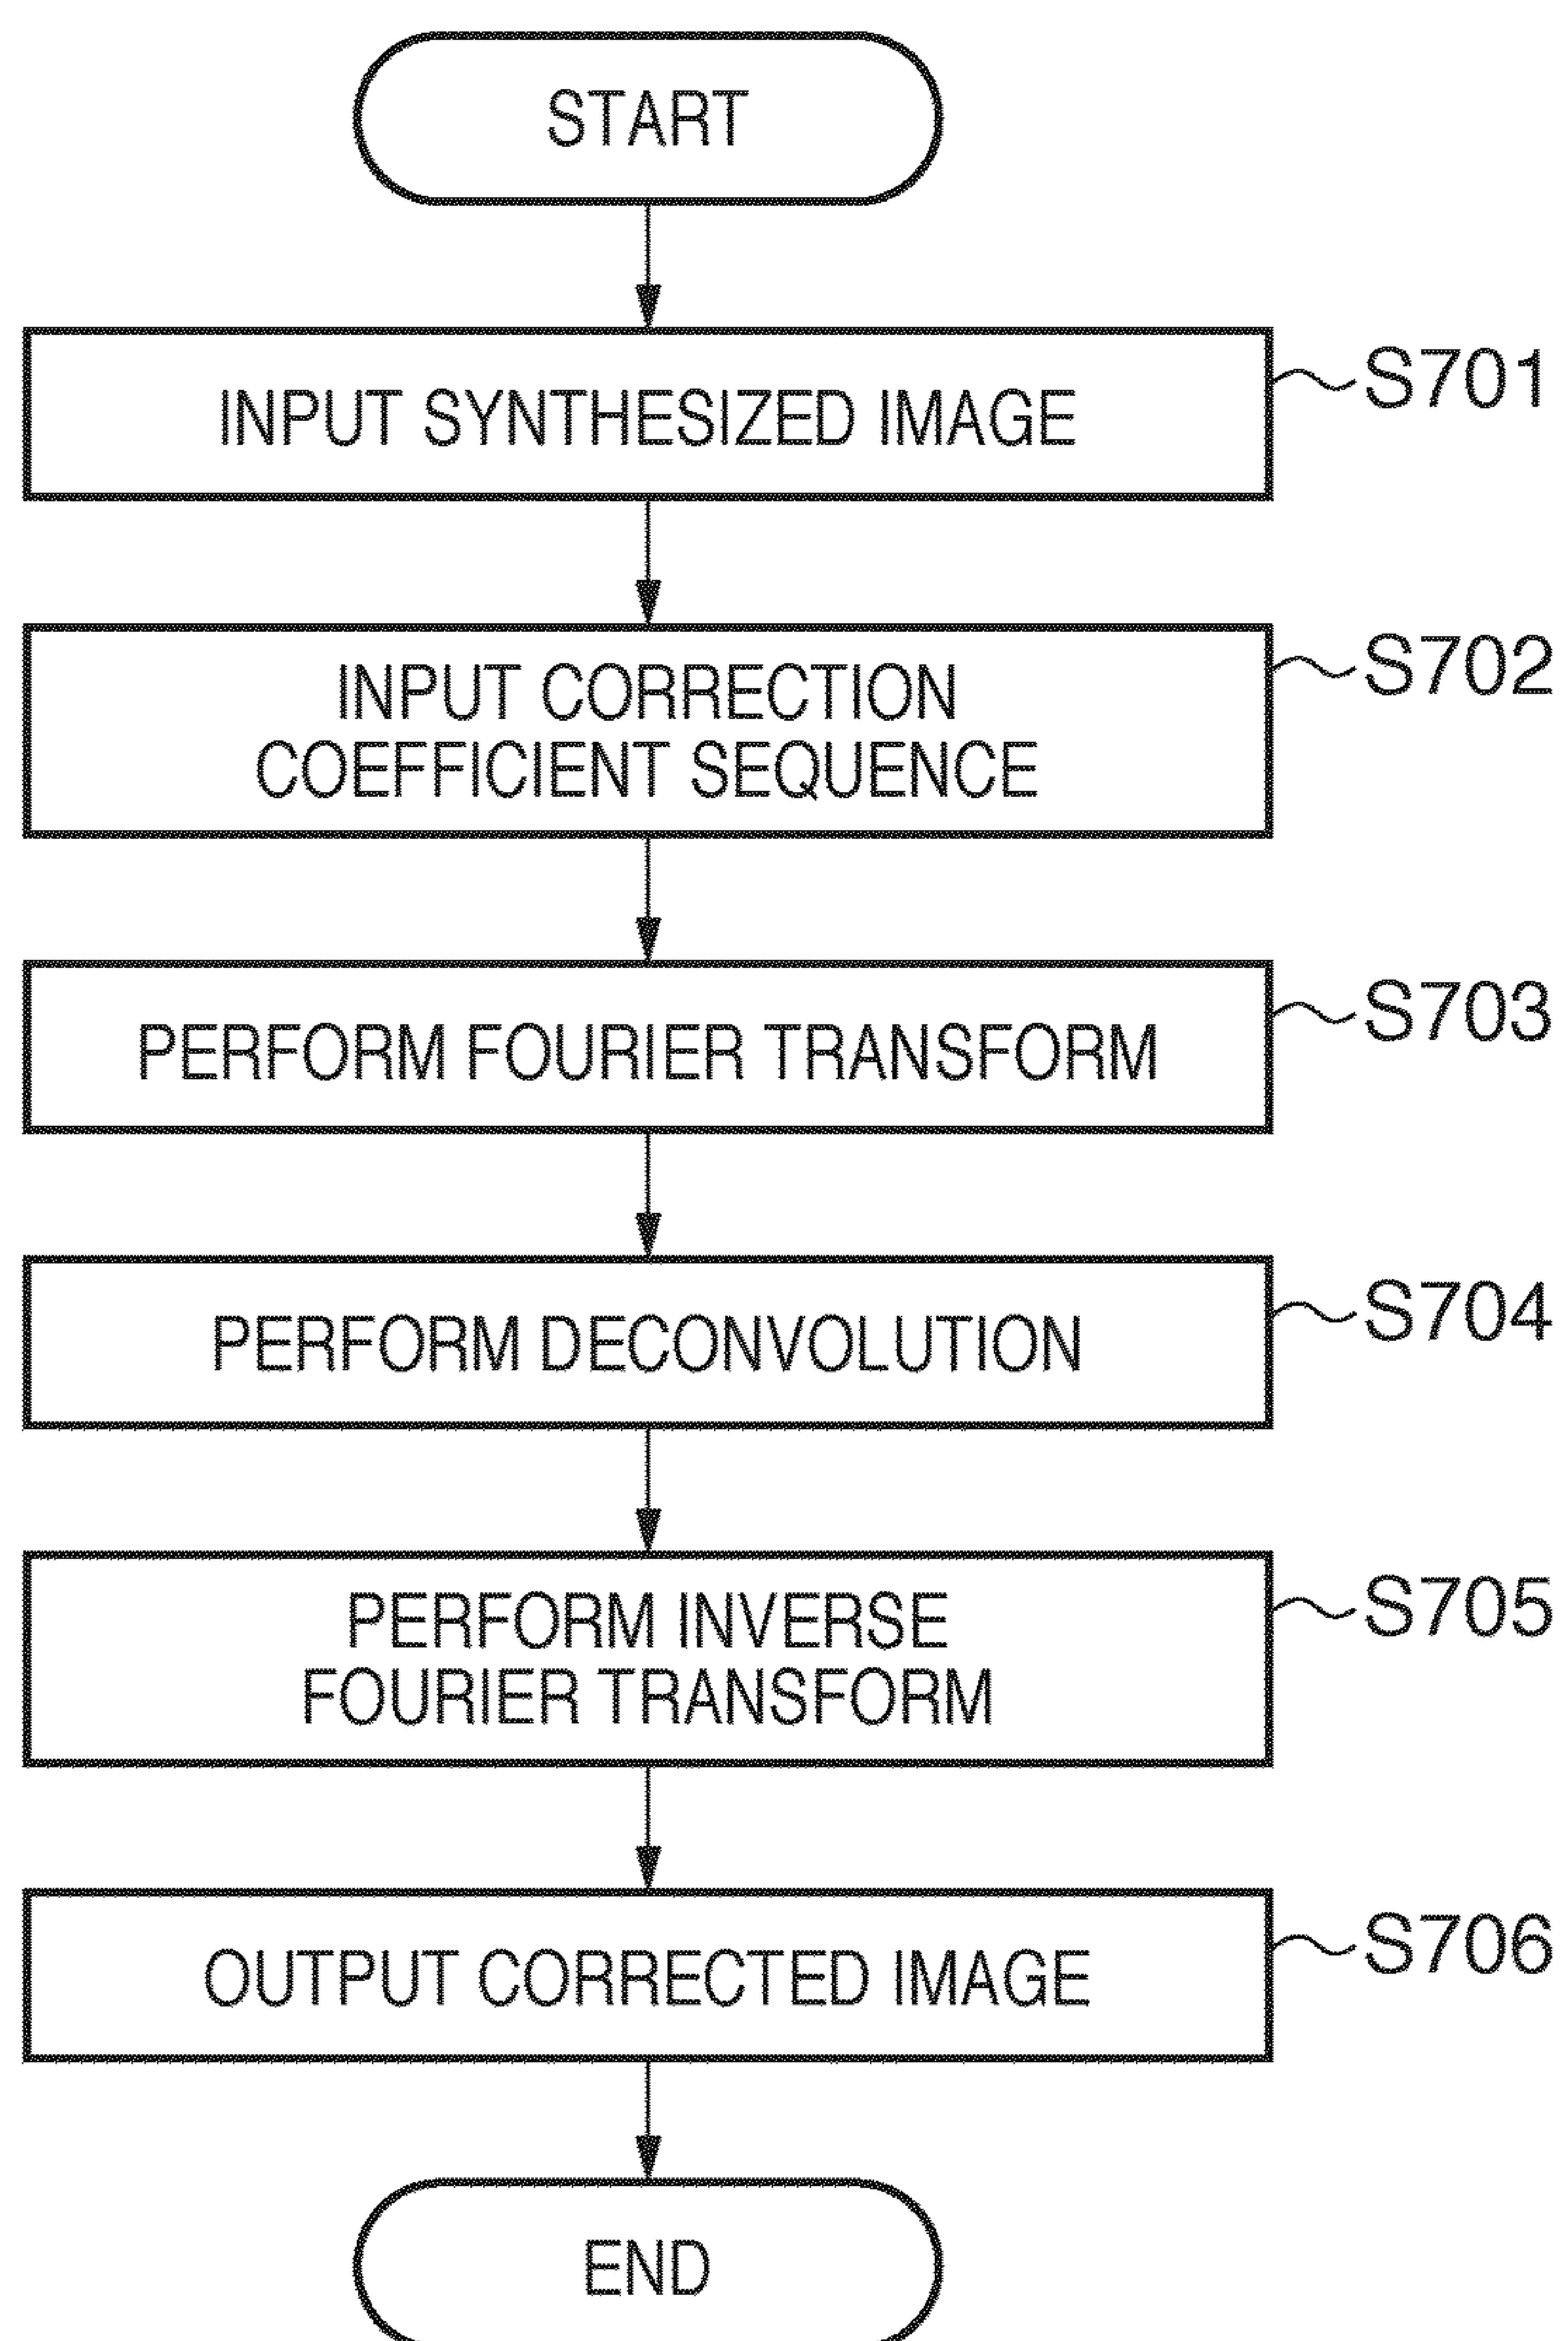 START
INPUT SYNTHESIZED IMAGE
S701
INPUT CORRECTION
COEFFICIENT SEQUENCE
S702
PERFORM FOURIER TRANSFORM
S703
PERFORM DECONVOLUTION
S704
PERFORM INVERSE
FOURIER TRANSFORM
S705
OUTPUT CORRECTED IMAGE
S706
END